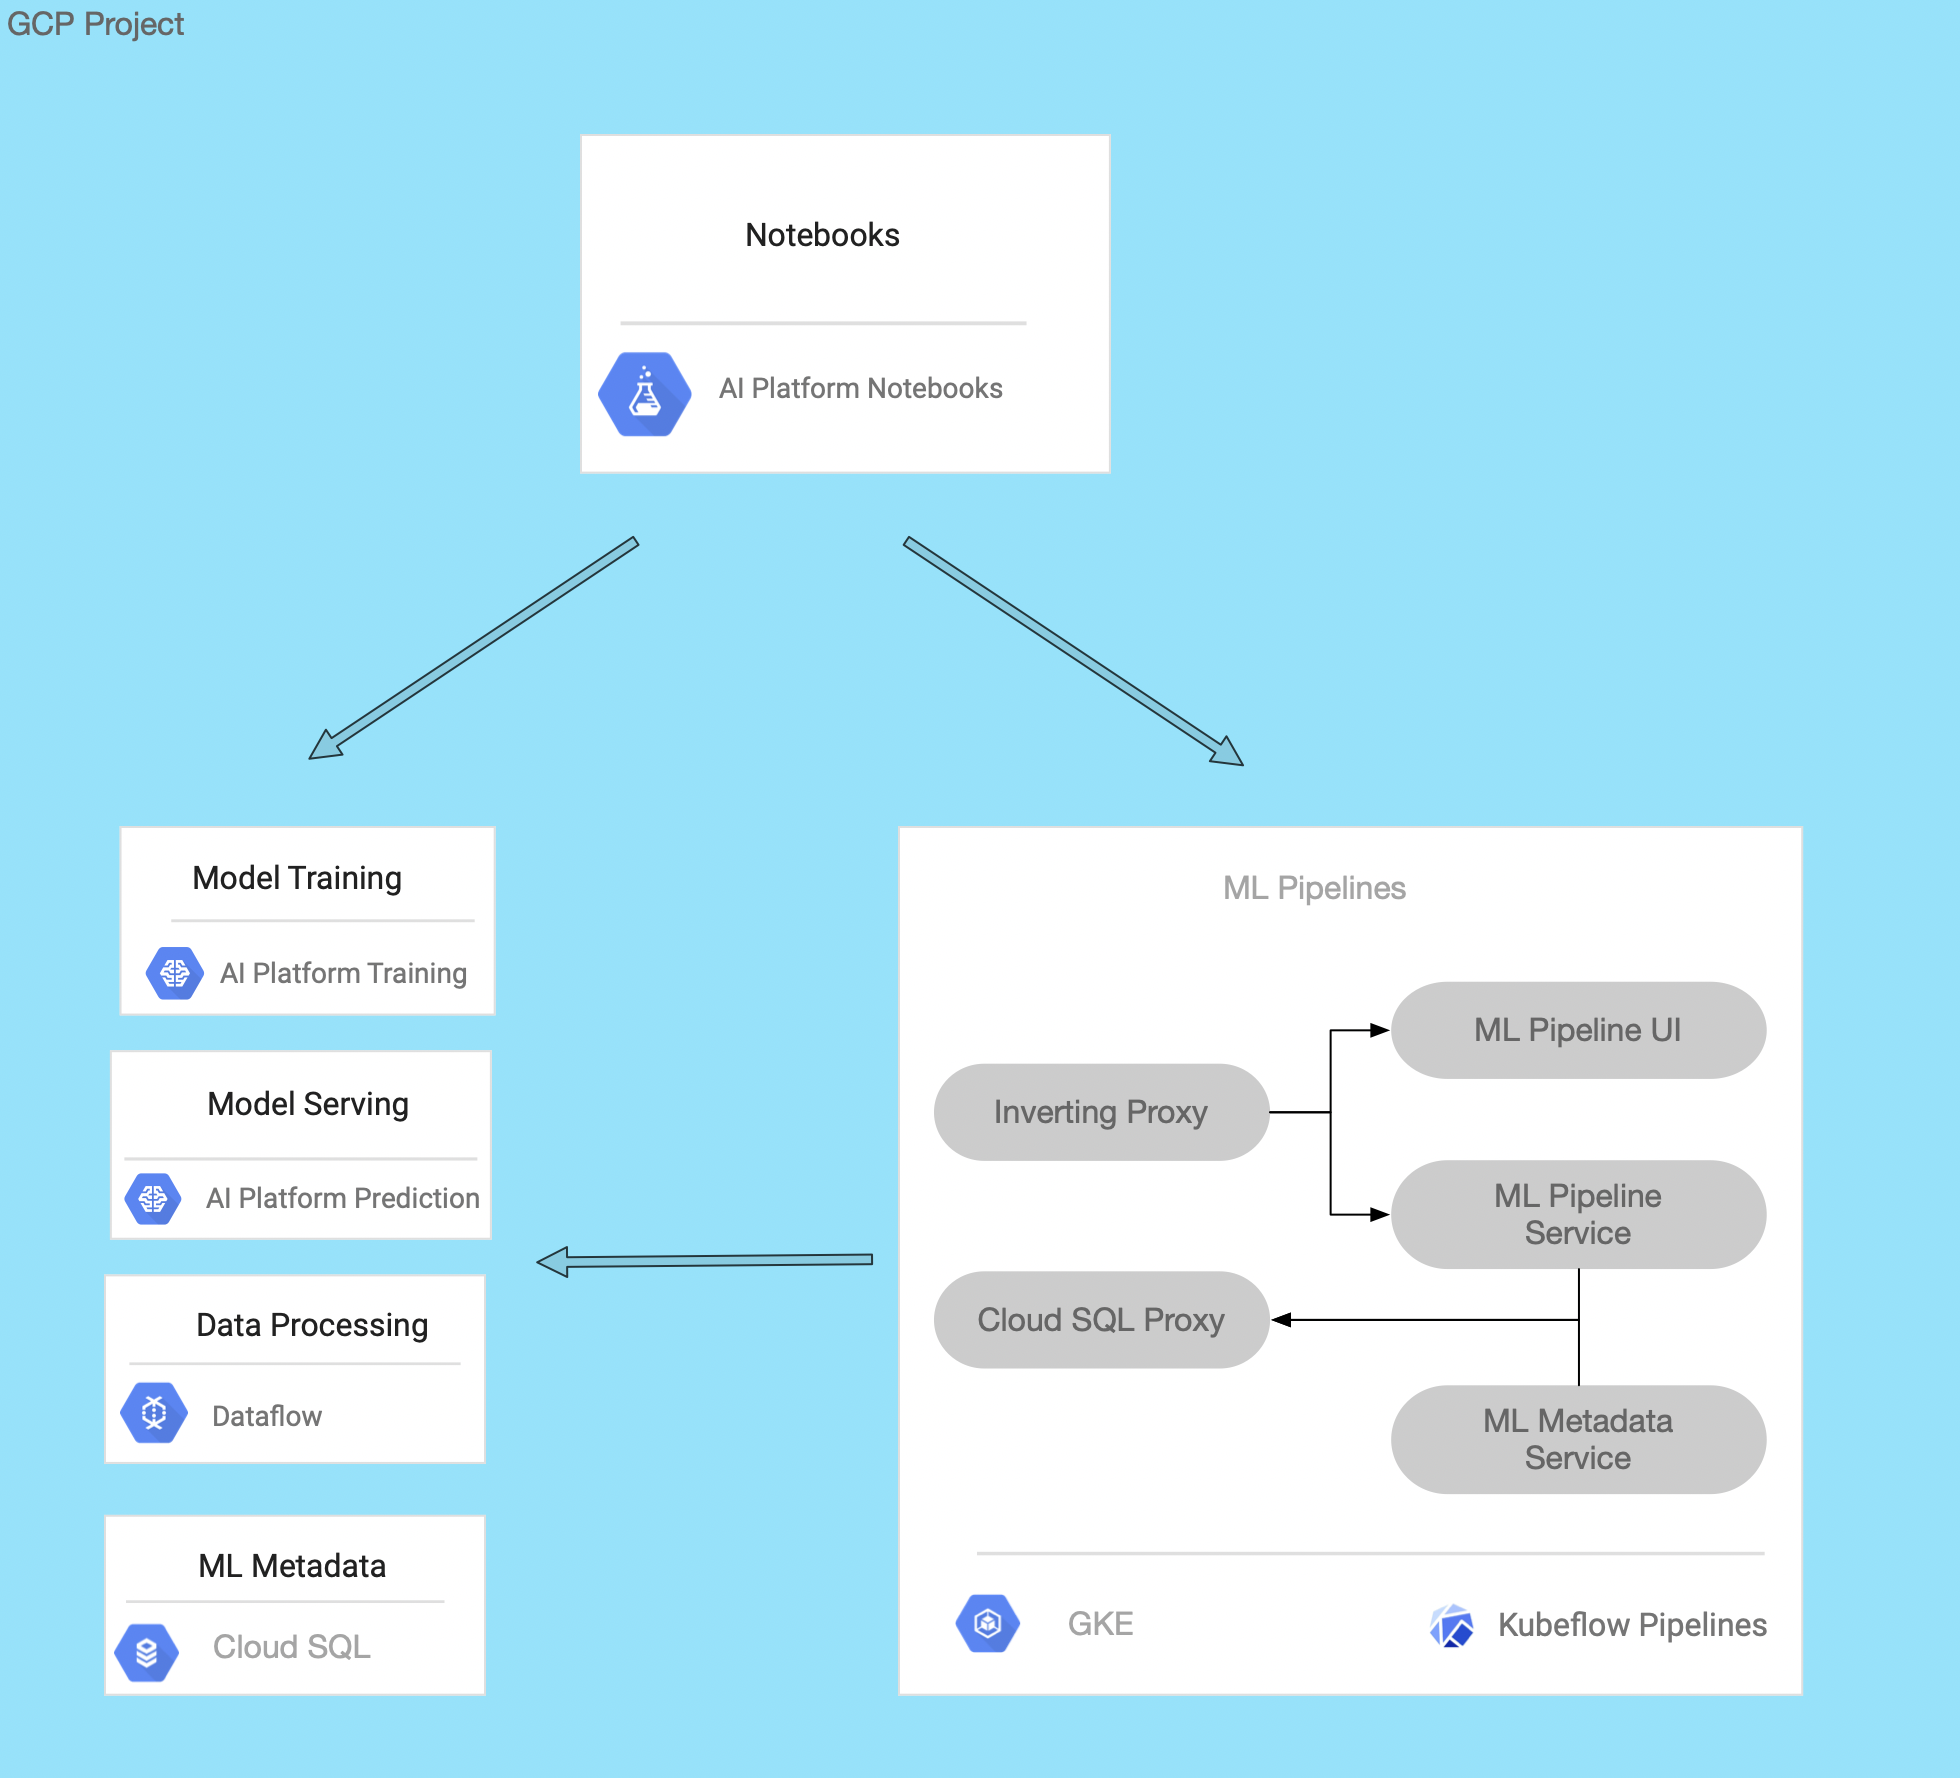 GCP Project
Notebooks
AI Platform Notebooks
Model Training
AI Platform Training
Model Serving
AI Platform Prediction
Data Processing
Dataflow
ML Metadata
Cloud SQL
ML Pipelines
ML Pipeline UI
Inverting Proxy
ML Pipeline
Service
Cloud SQL Proxy
ML Metadata
Service
GKE
Kubeflow Pipelines